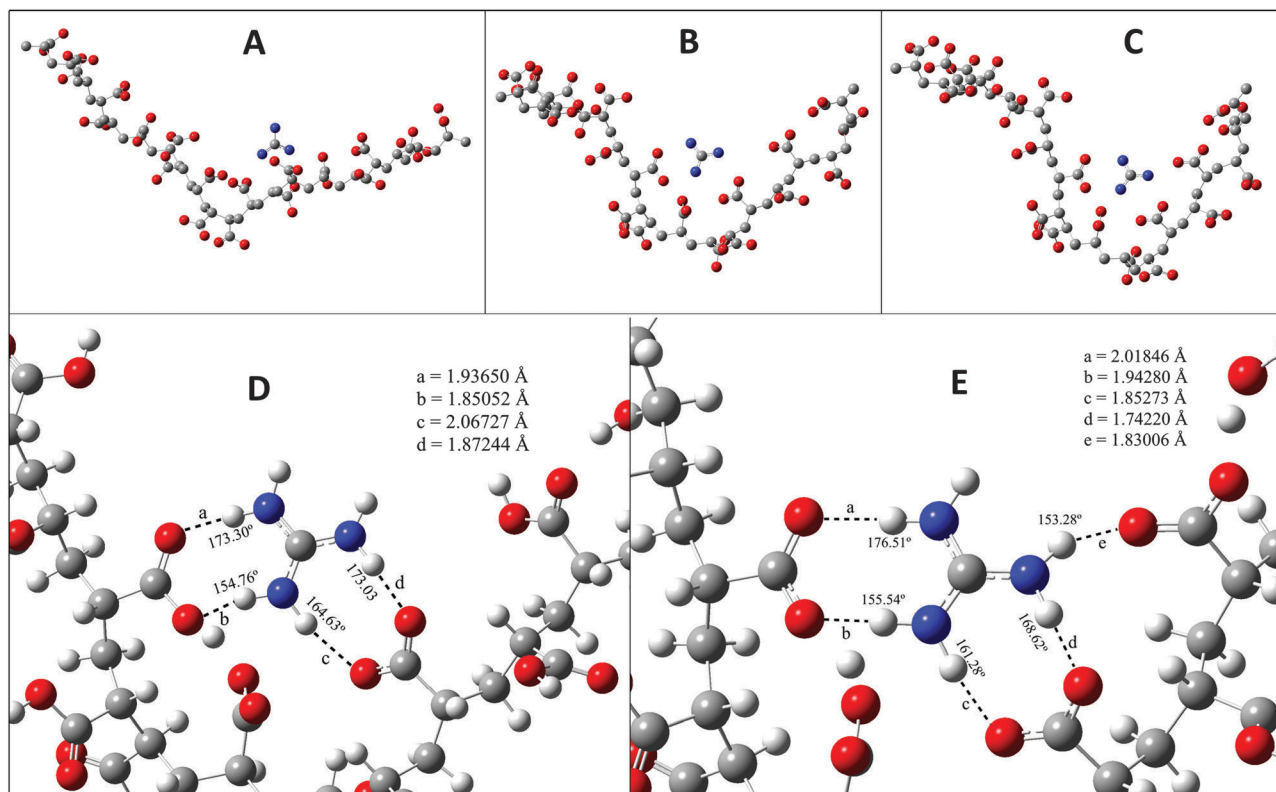 A
B
C
D
a = 1.93650 Å
b = 1.85052 Å
c = 2.06727 Å
d = 1.87244 Å
a
173.30º
154.76º
b
164.63º
173.03
d
c
E
a = 2.01846 Å
b = 1.94280 Å
c = 1.85273 Å
d = 1.74220 Å
e = 1.83006 Å
a
176.51º
153.28º
e
155.54º
b
161.28º
168.62º
d
c